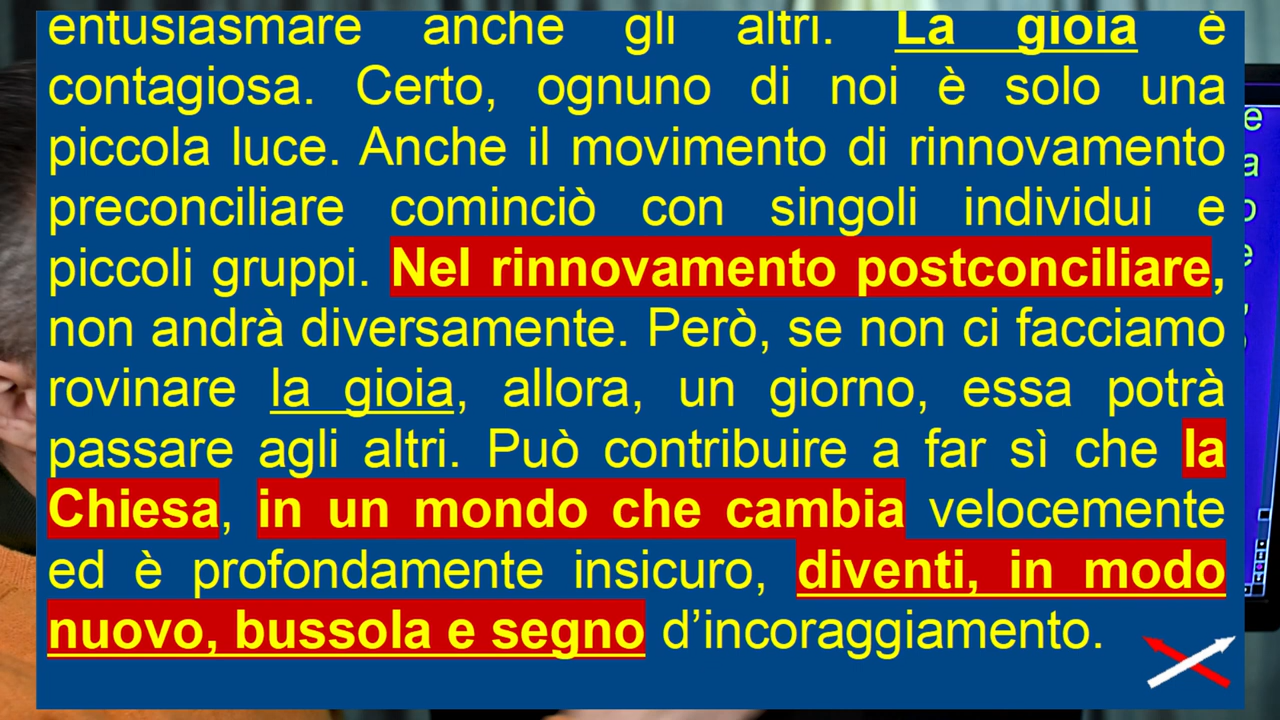 entusiasmare anche gli altri. La gioia è
contagiosa. Certo, ognuno di noi è solo una
piccola luce. Anche il movimento di rinnovamento
preconciliare cominciò con singoli individui e
piccoli gruppi. Nel rinnovamento postconciliare,
non andrà diversamente. Però, se non ci facciamo
rovinare la gioia, allora, un giorno, essa potrà
passare agli altri. Può contribuire a far sì che la
Chiesa, in un mondo che cambia velocemente
ed è profondamente insicuro, diventi, in modo
nuovo, bussola e segno d’incoraggiamento.